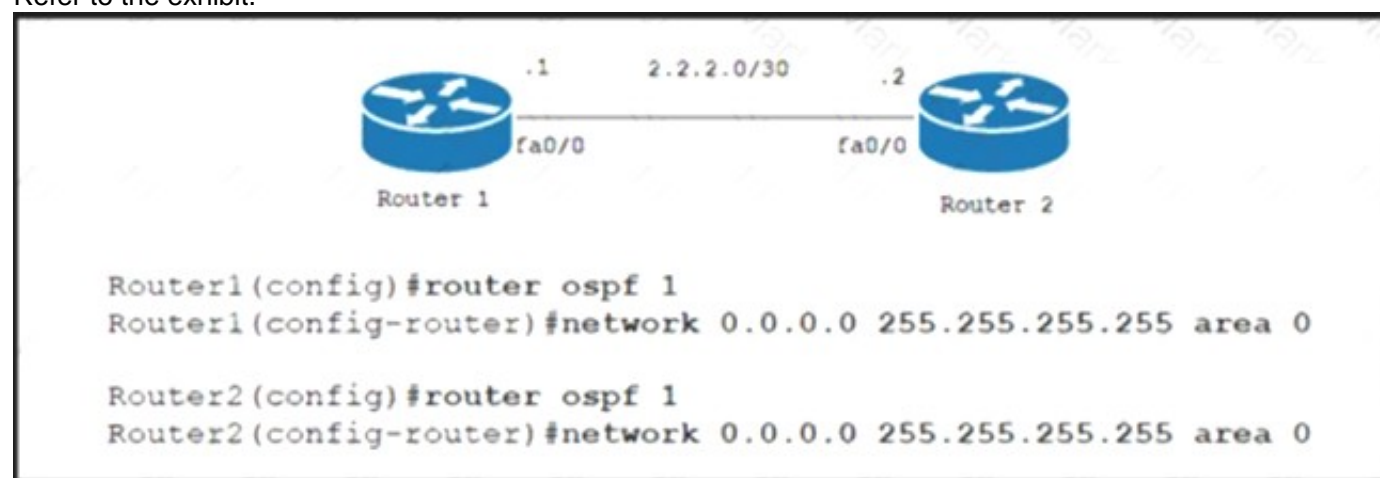 Refer to the exhibit.
.1 2.2.2.0/30 .2
fa0/0 fa0/0
Router 1 Router 2
Router1(config)#router ospf 1
Router1(config-router)#network 0.0.0.0 255.255.255.255 area 0
Router2(config)#router ospf 1
Router2(config-router)#network 0.0.0.0 255.255.255.255 area 0